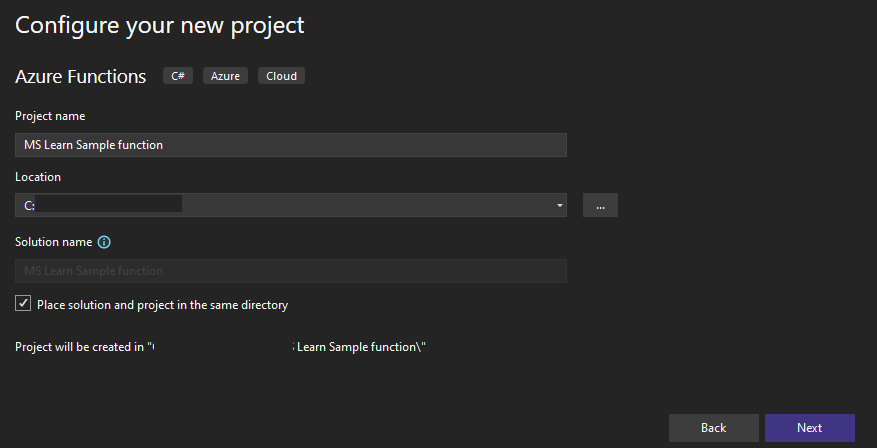 Configure your new project
Azure Functions C# Azure Cloud
Project name
MS Learn Sample function
Location
C:
...
Solution name
MS Learn Sample function
Place solution and project in the same directory
Project will be created in " Learn Sample function\"
Back Next